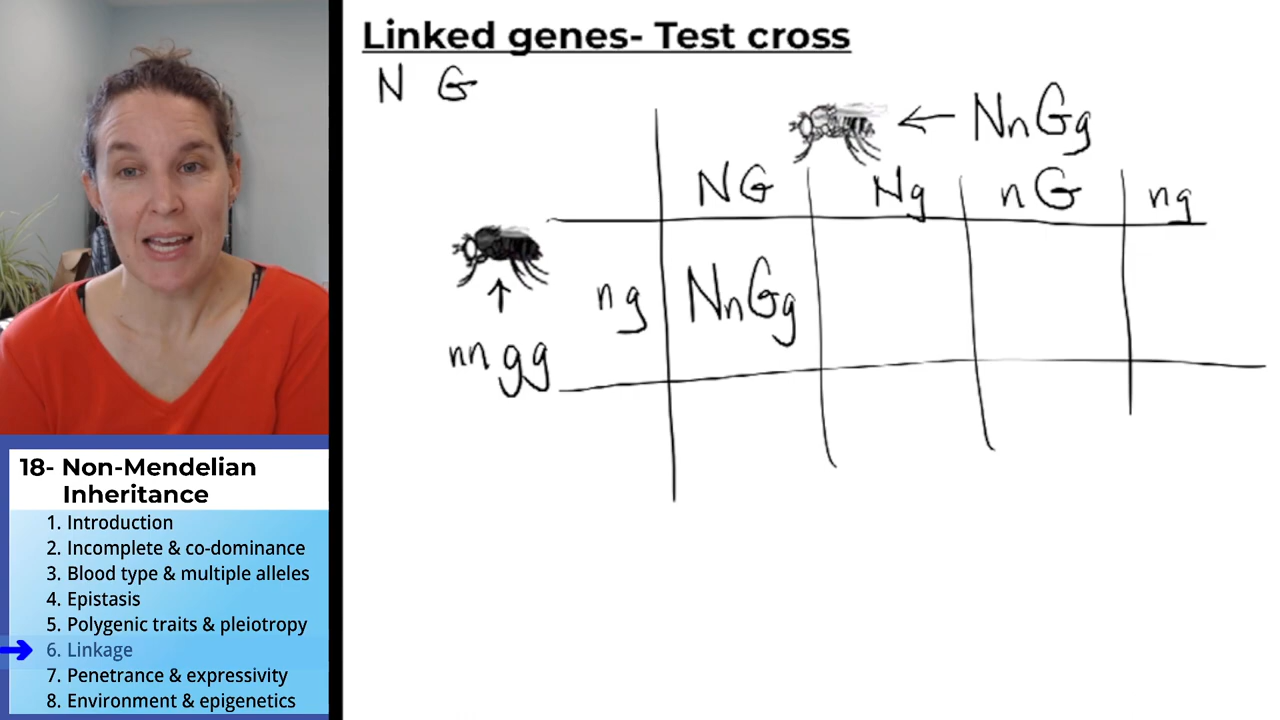 Linked genes- Test cross
N G
NnGg
NG Ng nG ng
ng NnGg
nngg
18- Non-Mendelian
Inheritance
1. Introduction
2. Incomplete & co-dominance
3. Blood type & multiple alleles
4. Epistasis
5. Polygenic traits & pleiotropy
6. Linkage
7. Penetrance & expressivity
8. Environment & epigenetics